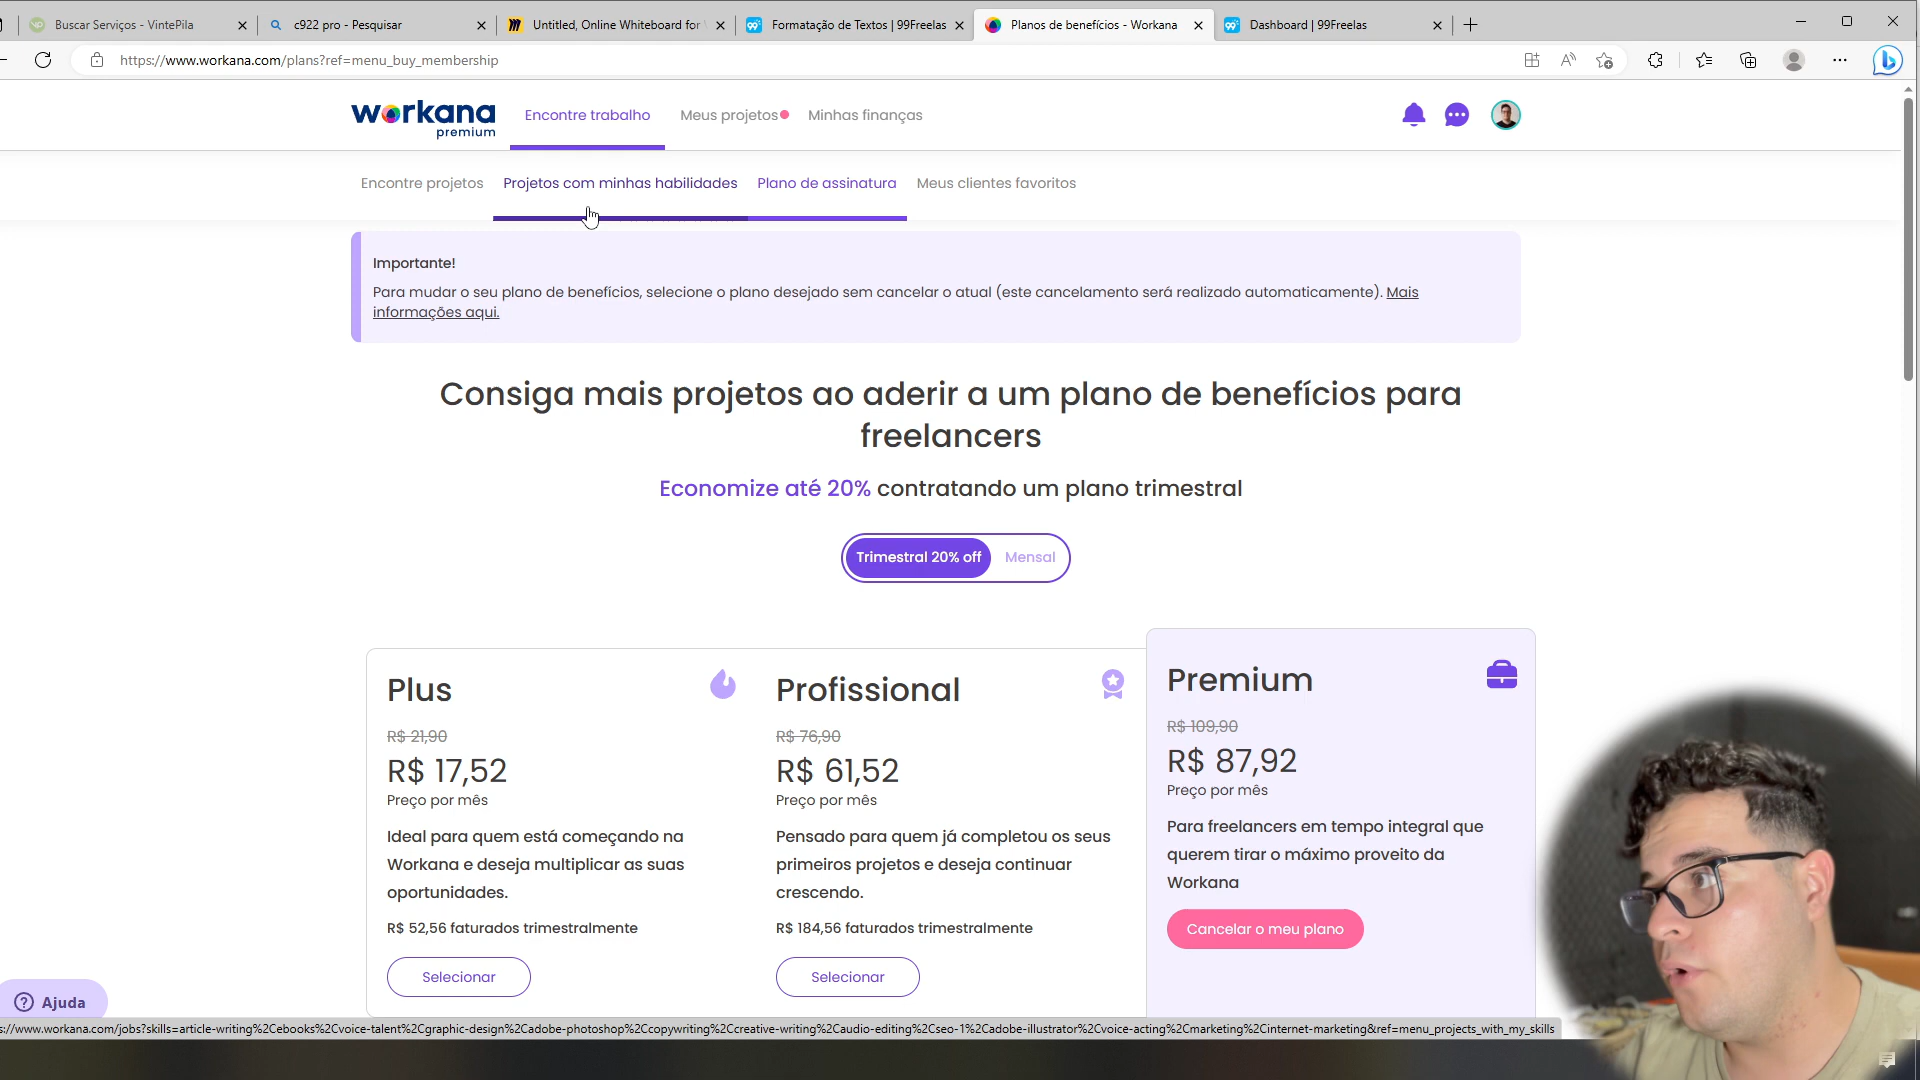 Buscar Serviços - VintePila
c922 pro - Pesquisar
Untitled, Online Whiteboard for
Formatação de Textos | 99Freelas
Planos de benefícios - Workana
Dashboard | 99Freelas
https://www.workana.com/plans?ref=menu_buy_membership
workana
premium
Encontre trabalho
Meus projetos
Minhas finanças
Encontre projetos
Projetos com minhas habilidades
Plano de assinatura
Meus clientes favoritos
Importante!
Para mudar o seu plano de benefícios, selecione o plano desejado sem cancelar o atual (este cancelamento será realizado automaticamente). Mais
informações aqui.
Consiga mais projetos ao aderir a um plano de benefícios para
freelancers
Economize até 20% contratando um plano trimestral
Trimestral 20% off
Mensal
Plus
R$ 21,90
R$ 17,52
Preço por mês
Ideal para quem está começando na
Workana e deseja multiplicar as suas
oportunidades.
R$ 52,56 faturados trimestralmente
Selecionar
Profissional
R$ 76,90
R$ 61,52
Preço por mês
Pensado para quem já completou os seus
primeiros projetos e deseja continuar
crescendo.
R$ 184,56 faturados trimestralmente
Selecionar
Premium
R$ 109,90
R$ 87,92
Preço por mês
Para freelancers em tempo integral que
querem tirar o máximo proveito da
Workana
Cancelar o meu plano
Ajuda
s://www.workana.com/jobs?skills=article-writing%2Cebooks%2Cvoice-talent%2Cgraphic-design%2Cadobe-photoshop%2Ccopywriting%2Ccreative-writing%2Caudio-editing%2Cseo-1%2Cadobe-illustrator%2Cvoice-acting%2Cmarketing%2Cinternet-marketing&ref=menu_projects_with_my_skills